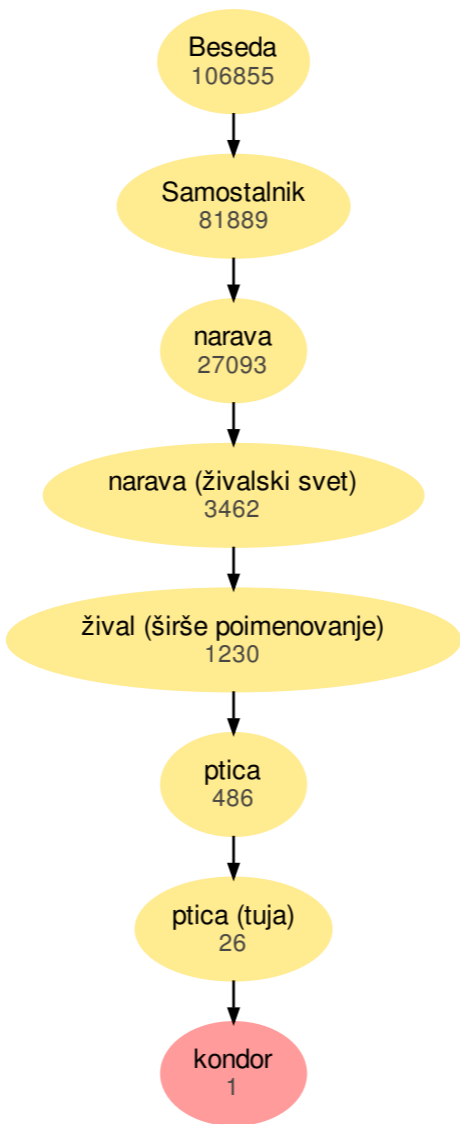 Beseda
106855
Samostalnik
81889
narava
27093
narava (živalski svet)
3462
žival (širše poimenovanje)
1230
ptica
486
ptica (tuja)
26
kondor
1